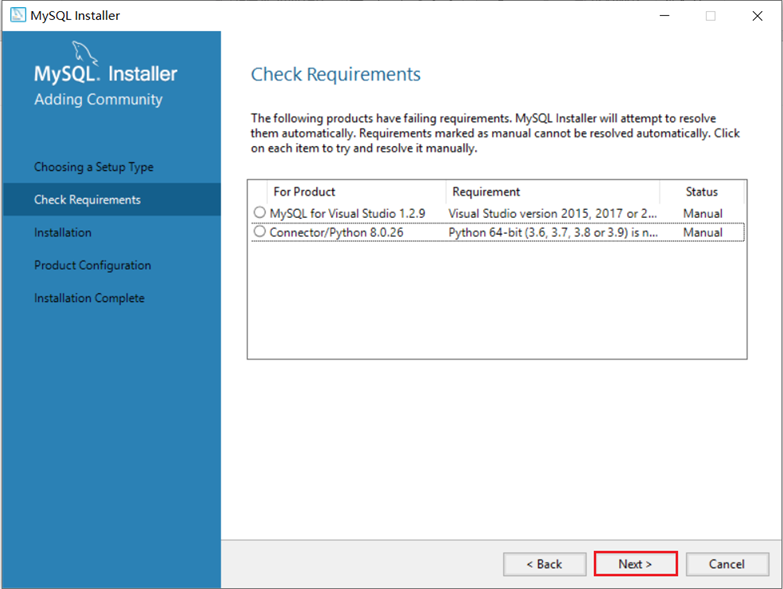 MySQL Installer
MySQL. Installer
Adding Community
Choosing a Setup Type
Check Requirements
Installation
Product Configuration
Installation Complete
Check Requirements
The following products have failing requirements. MySQL Installer will attempt to resolve
them automatically. Requirements marked as manual cannot be resolved automatically. Click
on each item to try and resolve it manually.
For Product Requirement Status
MySQL for Visual Studio 1.2.9 Visual Studio version 2015, 2017 or 2... Manual
Connector/Python 8.0.26 Python 64-bit (3.6, 3.7, 3.8 or 3.9) is n... Manual
< Back Next > Cancel